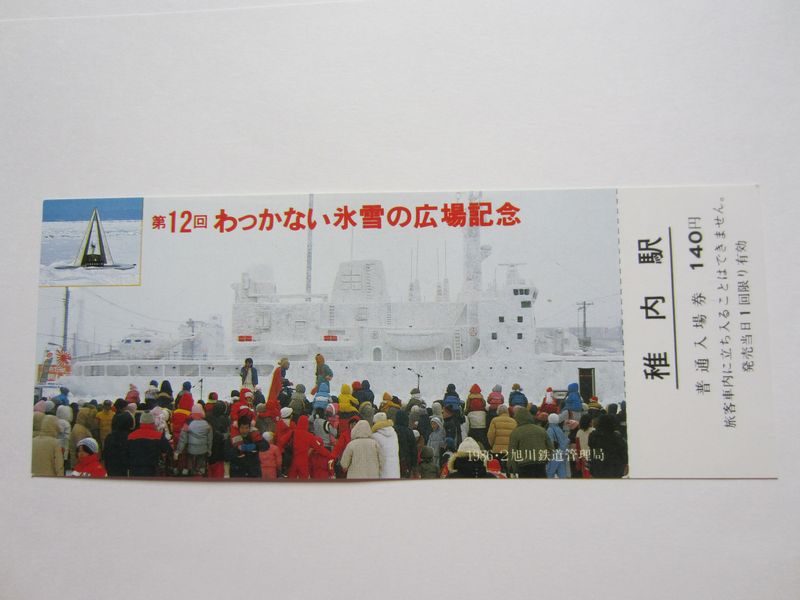 第12回 わっかない氷雪の広場記念
1986・2旭川鉄道管理局
稚内駅
普通入場券 140円
旅客車内に立ち入ることはできません。
発売当日1回限り有効